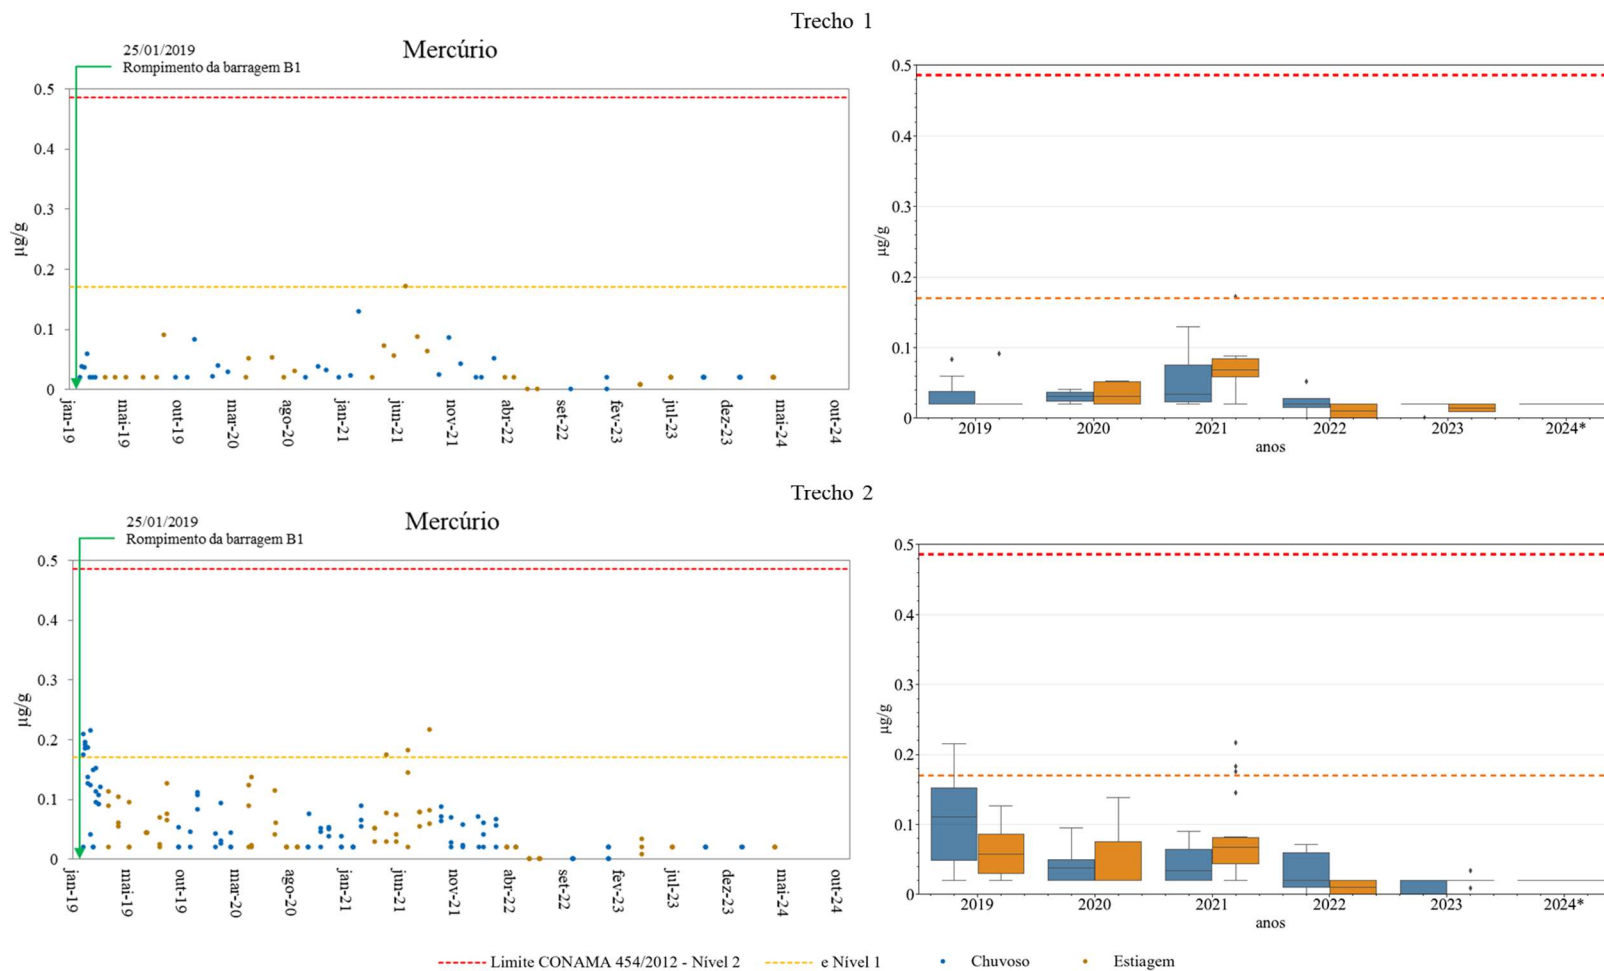 Trecho 1
25/01/2019
Rompimento da barragem B1
Mercúrio
0.5
0.4
0.3
0.2
0.1
0
µg/g
jan-19
mai-19
out-19
mar-20
ago-20
jan-21
jun-21
nov-21
abr-22
set-22
fev-23
jul-23
dez-23
mai-24
out-24
0.5
0.4
0.3
0.2
0.1
0
µg/g
2019
2020
2021
2022
2023
2024*
anos
Trecho 2
25/01/2019
Rompimento da barragem B1
Mercúrio
0.5
0.4
0.3
0.2
0.1
0
µg/g
jan-19
mai-19
out-19
mar-20
ago-20
jan-21
jun-21
nov-21
abr-22
set-22
fev-23
jul-23
dez-23
mai-24
out-24
0.5
0.4
0.3
0.2
0.1
0
µg/g
2019
2020
2021
2022
2023
2024*
anos
Limite CONAMA 454/2012 - Nível 2
e Nível 1
Chuvoso
Estiagem